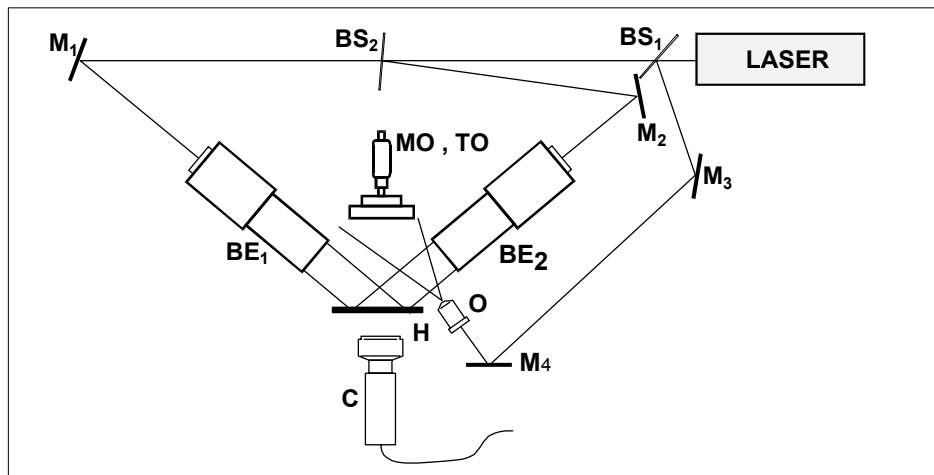 M₁
BS₂
BS₁
LASER
M₂
MO , TO
M₃
BE₁
BE₂
O
H
M4
C